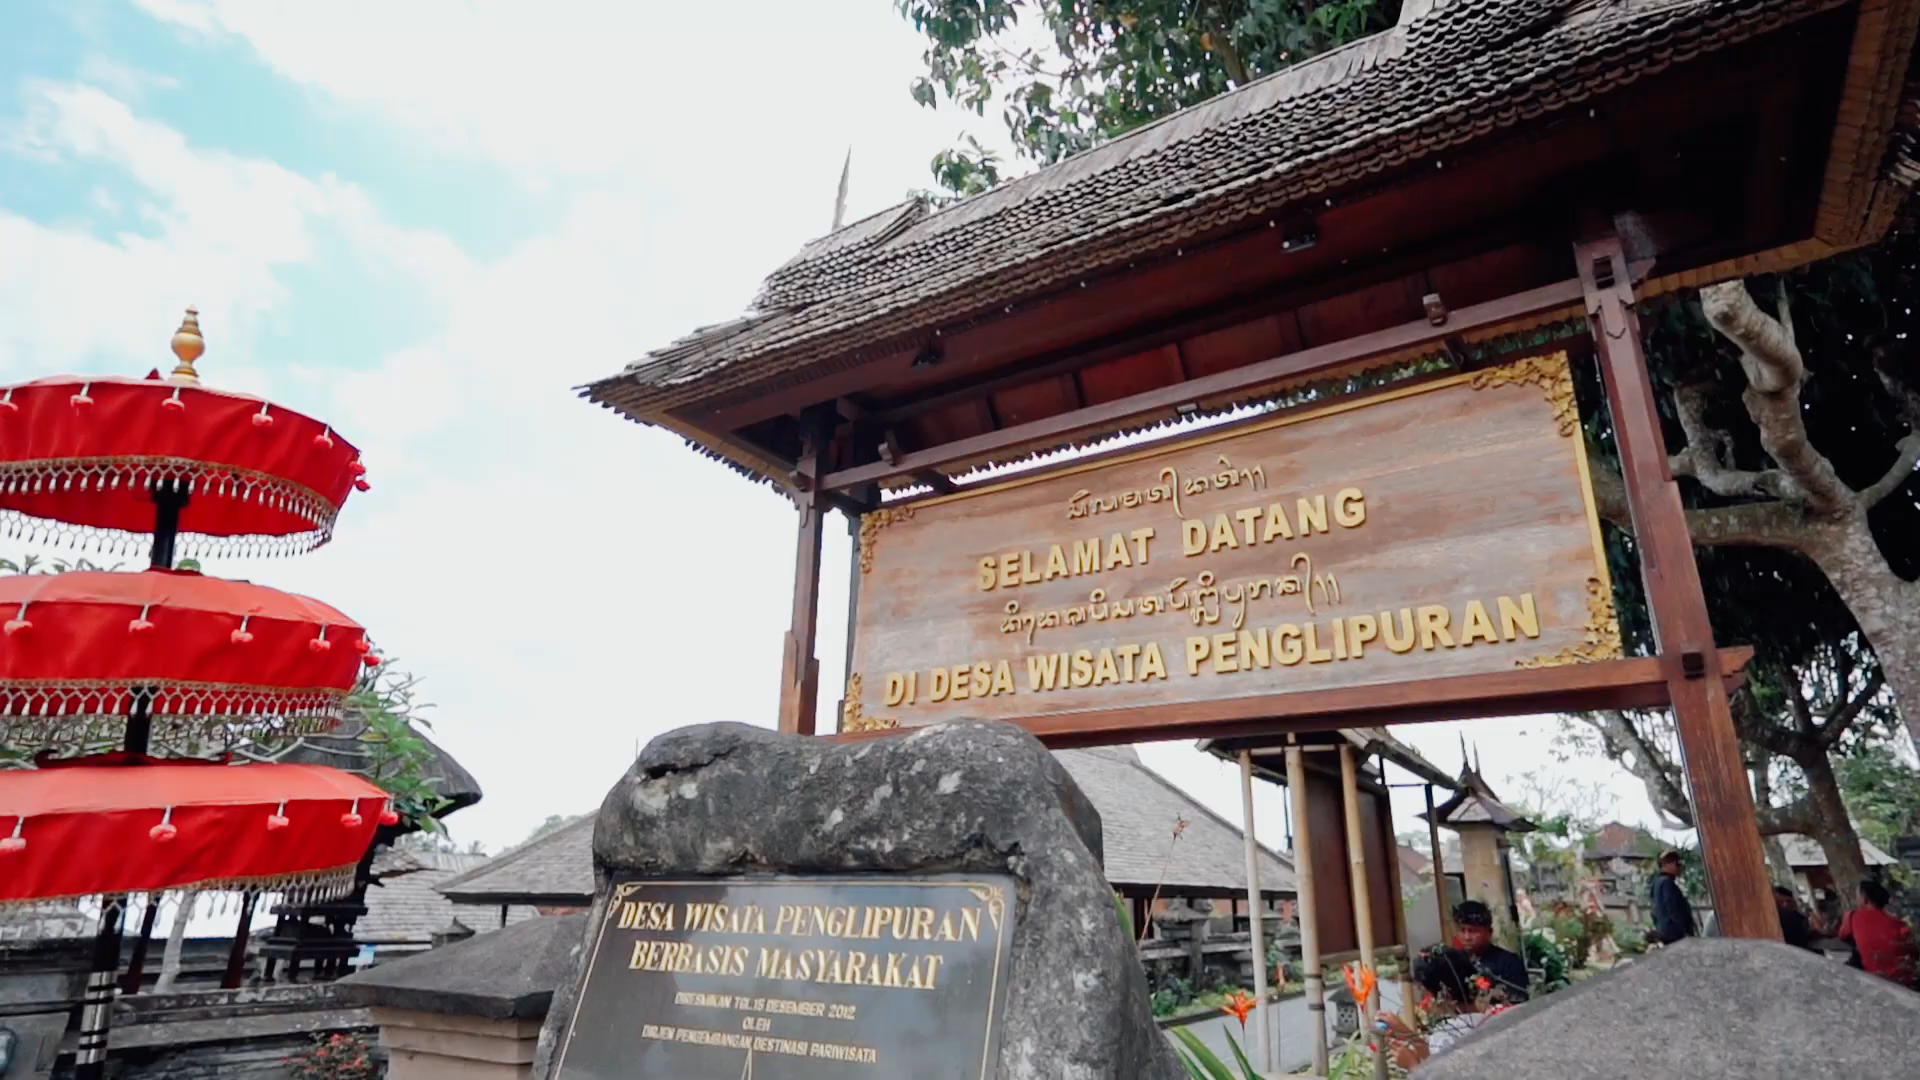 SELAMAT DATANG
DI DESA WISATA PENGLIPURAN
DESA WISATA PENGLIPURAN
BERBASIS MASYARAKAT
DIRESMIKAN TGL.15 DESEMBER 2012
OLEH
DIRJEN PENGEMBANGAN DESTINASI PARIWISATA